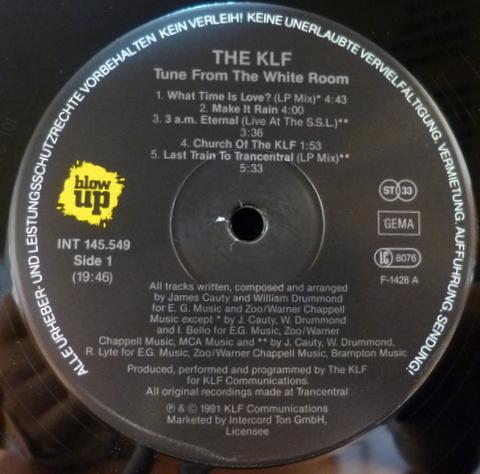 ALLE URHEBER- UND LEISTUNGSSCHUTZRECHTE VORBEHALTEN KEIN VERLEIH! KEINE UNERLAUBTE VERVIELFÄLTIGUNG, VERMIETUNG, AUFFÜHRUNG, SENDUNG!
THE KLF
Tune From The White Room
1. What Time Is Love? (LP Mix)* 4:43
2. Make It Rain 4:00
3. 3 a.m. Eternal (Live At The S.S.L.)**
3:36
4. Church Of The KLF 1:53
5. Last Train To Trancentral (LP Mix)**
5:33
blow
up
INT 145.549
Side 1
(19:46)
ST 33
GEMA
LC 8076
F-1428 A
All tracks written, composed and arranged
by James Cauty and William Drummond
for E. G. Music and Zoo/Warner Chappell
Music except * by J. Cauty, W. Drummond
and I. Bello for E.G. Music, Zoo/Warner
Chappell Music, MCA Music and ** by J. Cauty, W. Drummond,
R. Lyte for E.G. Music, Zoo/Warner Chappell Music, Brampton Music
Produced, performed and programmed by The KLF
for KLF Communications.
All original recordings made at Trancentral
℗ & © 1991 KLF Communications
Marketed by Intercord Ton GmbH,
Licensee